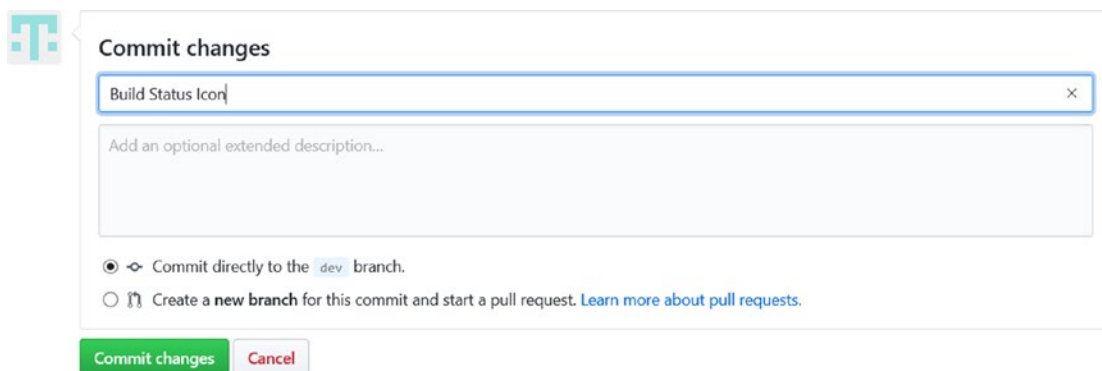 Commit changes
Build Status Icon
Add an optional extended description...
Commit directly to the dev branch.
Create a new branch for this commit and start a pull request. Learn more about pull requests.
Commit changes Cancel